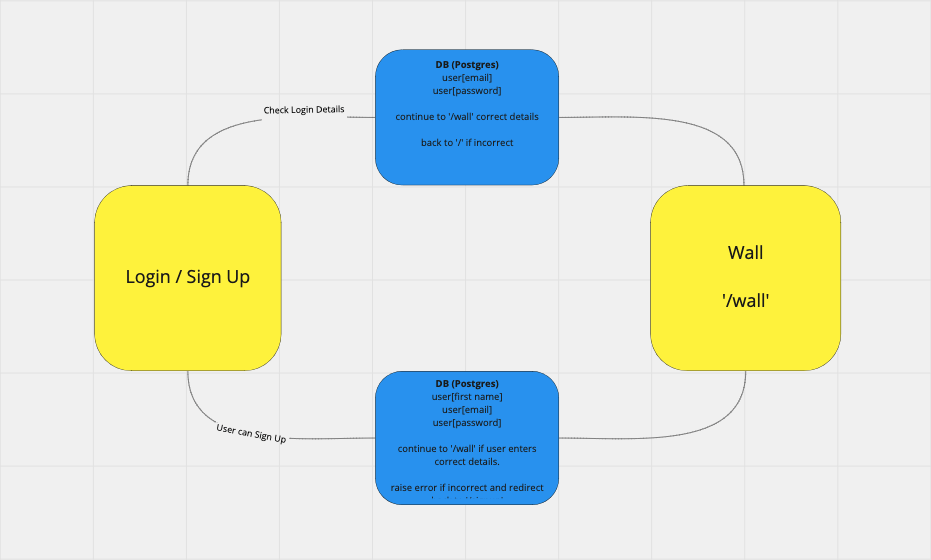 DB (Postgres)
user[email]
user[password]
continue to '/wall' correct details
back to '/' if incorrect
Check Login Details
Login / Sign Up
Wall
'/wall'
User can Sign Up
DB (Postgres)
user[first name]
user[email]
user[password]
continue to '/wall' if user enters
correct details.
raise error if incorrect and redirect